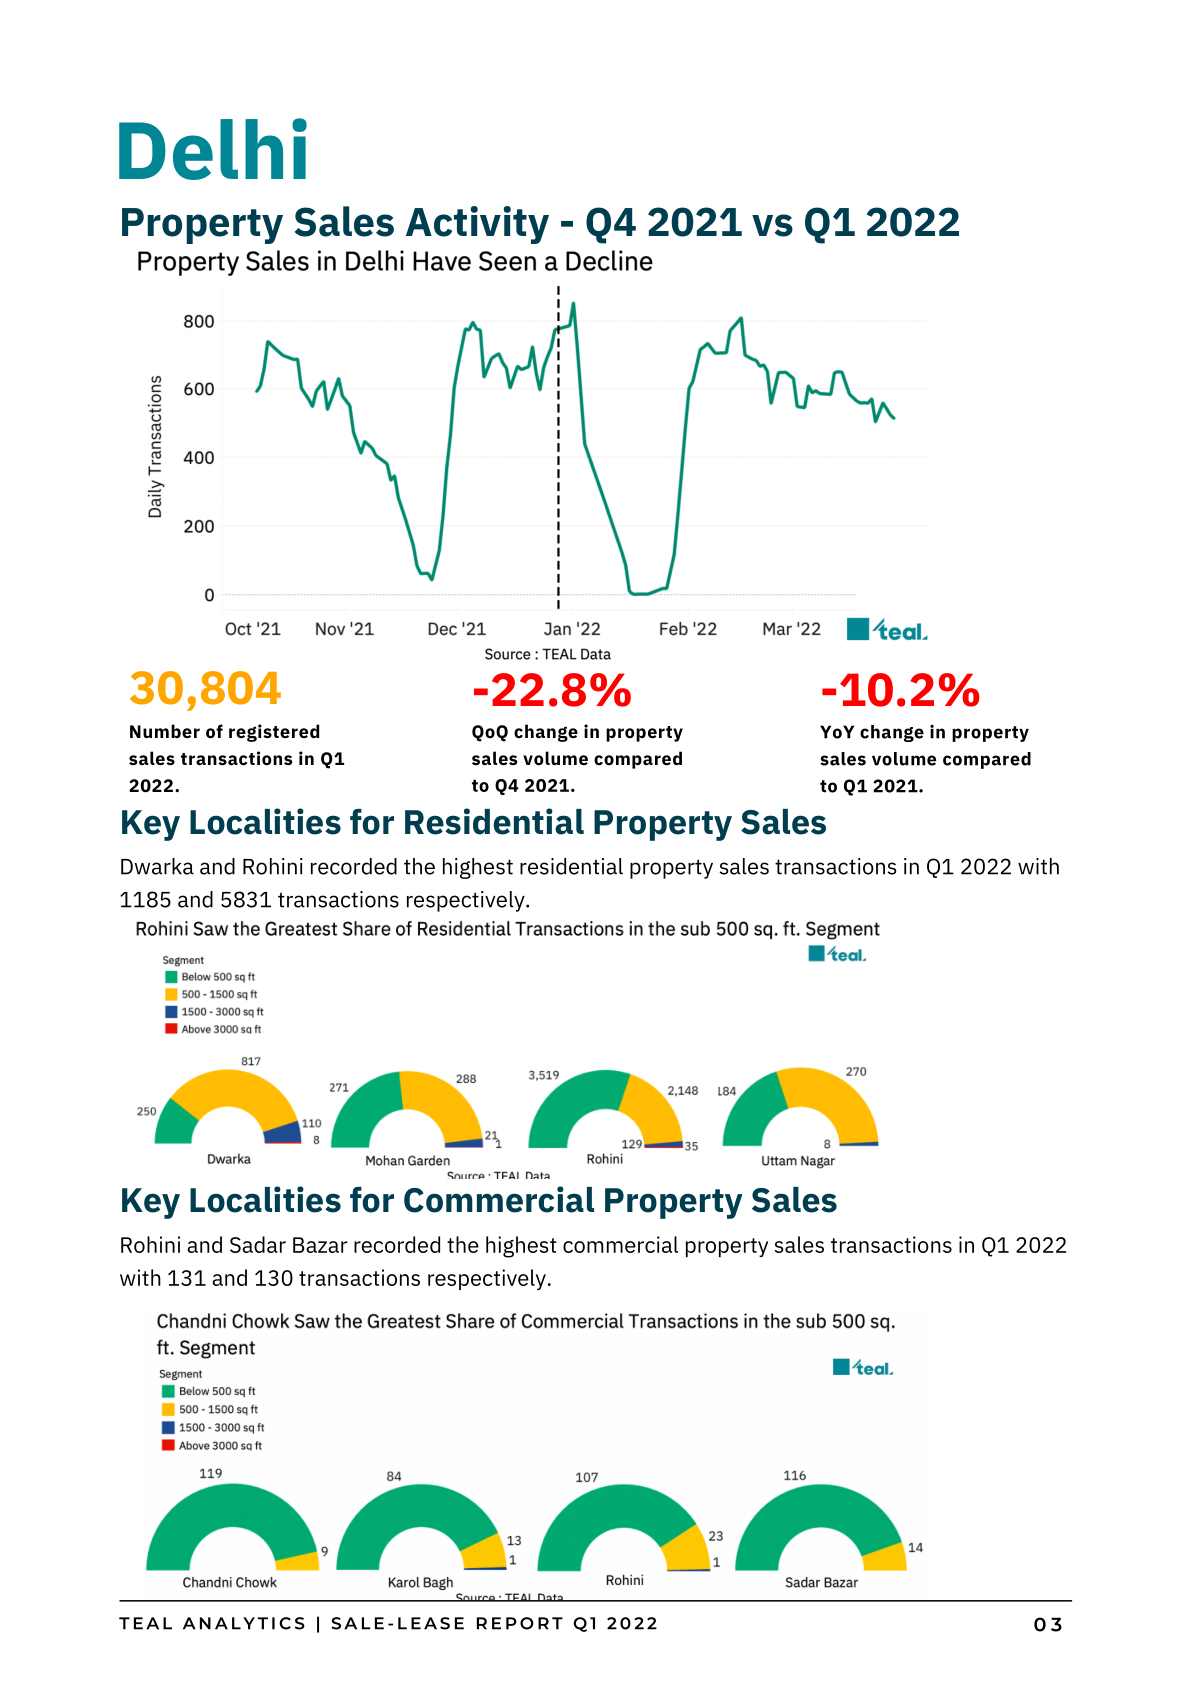 Delhi
Property Sales Activity - Q4 2021 vs Q1 2022
Property Sales in Delhi Have Seen a Decline
Daily Transactions
800
600
400
200
0
Oct '21 Nov '21 Dec '21 Jan '22 Feb '22 Mar '22
teal.
Source : TEAL Data
30,804
Number of registered
sales transactions in Q1
2022.
-22.8%
QoQ change in property
sales volume compared
to Q4 2021.
-10.2%
YoY change in property
sales volume compared
to Q1 2021.
Key Localities for Residential Property Sales
Dwarka and Rohini recorded the highest residential property sales transactions in Q1 2022 with
1185 and 5831 transactions respectively.
Rohini Saw the Greatest Share of Residential Transactions in the sub 500 sq. ft. Segment
teal.
Segment
Below 500 sq ft
500 - 1500 sq ft
1500 - 3000 sq ft
Above 3000 sq ft
250
817
110
8
Dwarka
271
288
21
1
Mohan Garden
3,519
2,148
129
35
Rohini
184
270
8
Uttam Nagar
Source : TEAL Data
Key Localities for Commercial Property Sales
Rohini and Sadar Bazar recorded the highest commercial property sales transactions in Q1 2022
with 131 and 130 transactions respectively.
Chandni Chowk Saw the Greatest Share of Commercial Transactions in the sub 500 sq.
ft. Segment
teal.
Segment
Below 500 sq ft
500 - 1500 sq ft
1500 - 3000 sq ft
Above 3000 sq ft
119
9
Chandni Chowk
84
13
1
Karol Bagh
107
23
1
Rohini
116
14
Sadar Bazar
Source : TEAL Data
TEAL ANALYTICS | SALE-LEASE REPORT Q1 2022
03